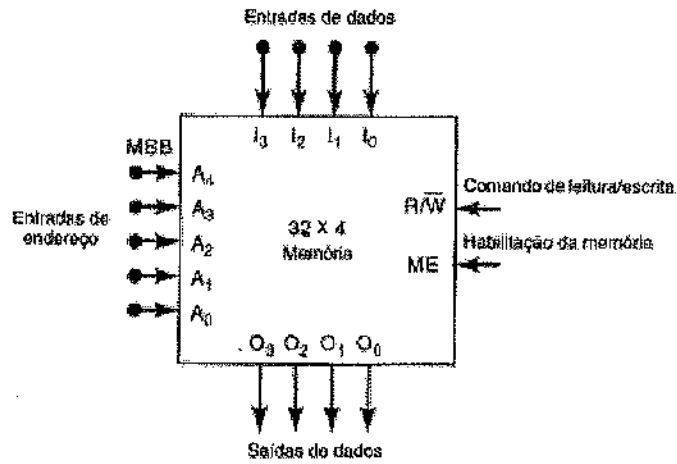 Entradas de dados
I₃ I₂ I₁ I₀
MBB
A₄
A₃
A₂
A₁
A₀
Entradas de
endereço
32 X 4
Memória
R/W̅
Comando de leitura/escrita
ME
Habilitação da memória
O₃ O₂ O₁ O₀
Saídas de dados